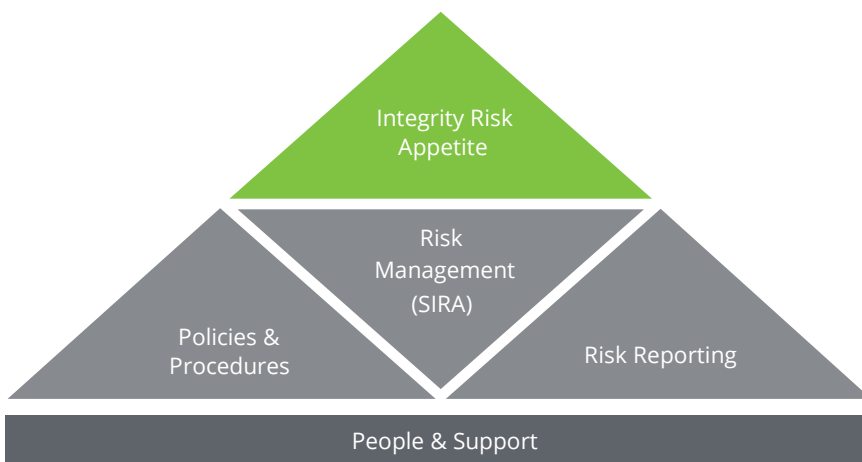 Integrity Risk
Appetite
Risk
Management
(SIRA)
Policies &
Procedures
Risk Reporting
People & Support